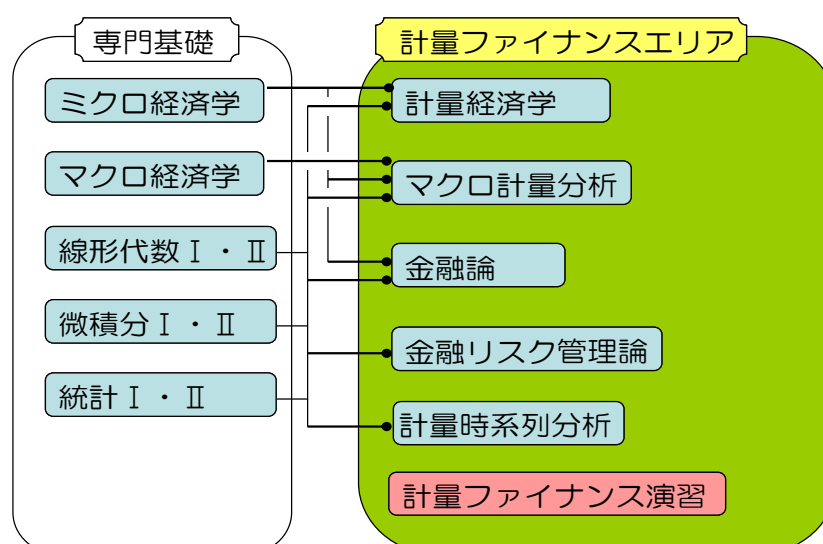 専門基礎
ミクロ経済学
マクロ経済学
線形代数Ⅰ・Ⅱ
微積分Ⅰ・Ⅱ
統計Ⅰ・Ⅱ
計量ファイナンスエリア
計量経済学
マクロ計量分析
金融論
金融リスク管理論
計量時系列分析
計量ファイナンス演習